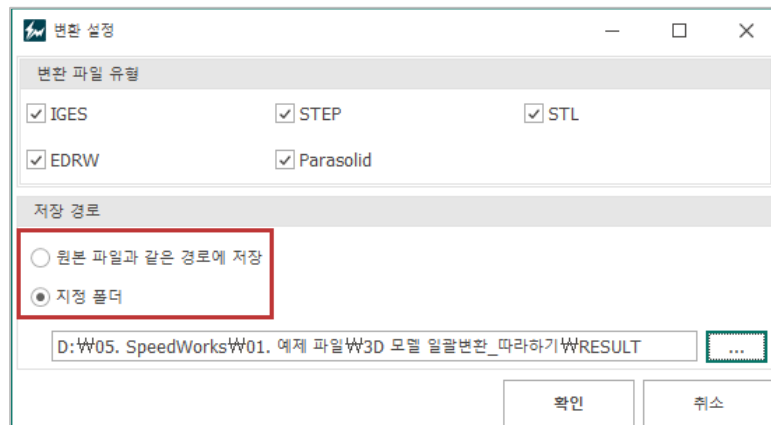 변환 설정
변환 파일 유형
IGES STEP STL
EDRW Parasolid
저장 경로
원본 파일과 같은 경로에 저장
지정 폴더
D:₩05. SpeedWorks₩01. 예제 파일₩3D 모델 일괄변환_따라하기₩RESULT ...
확인 취소